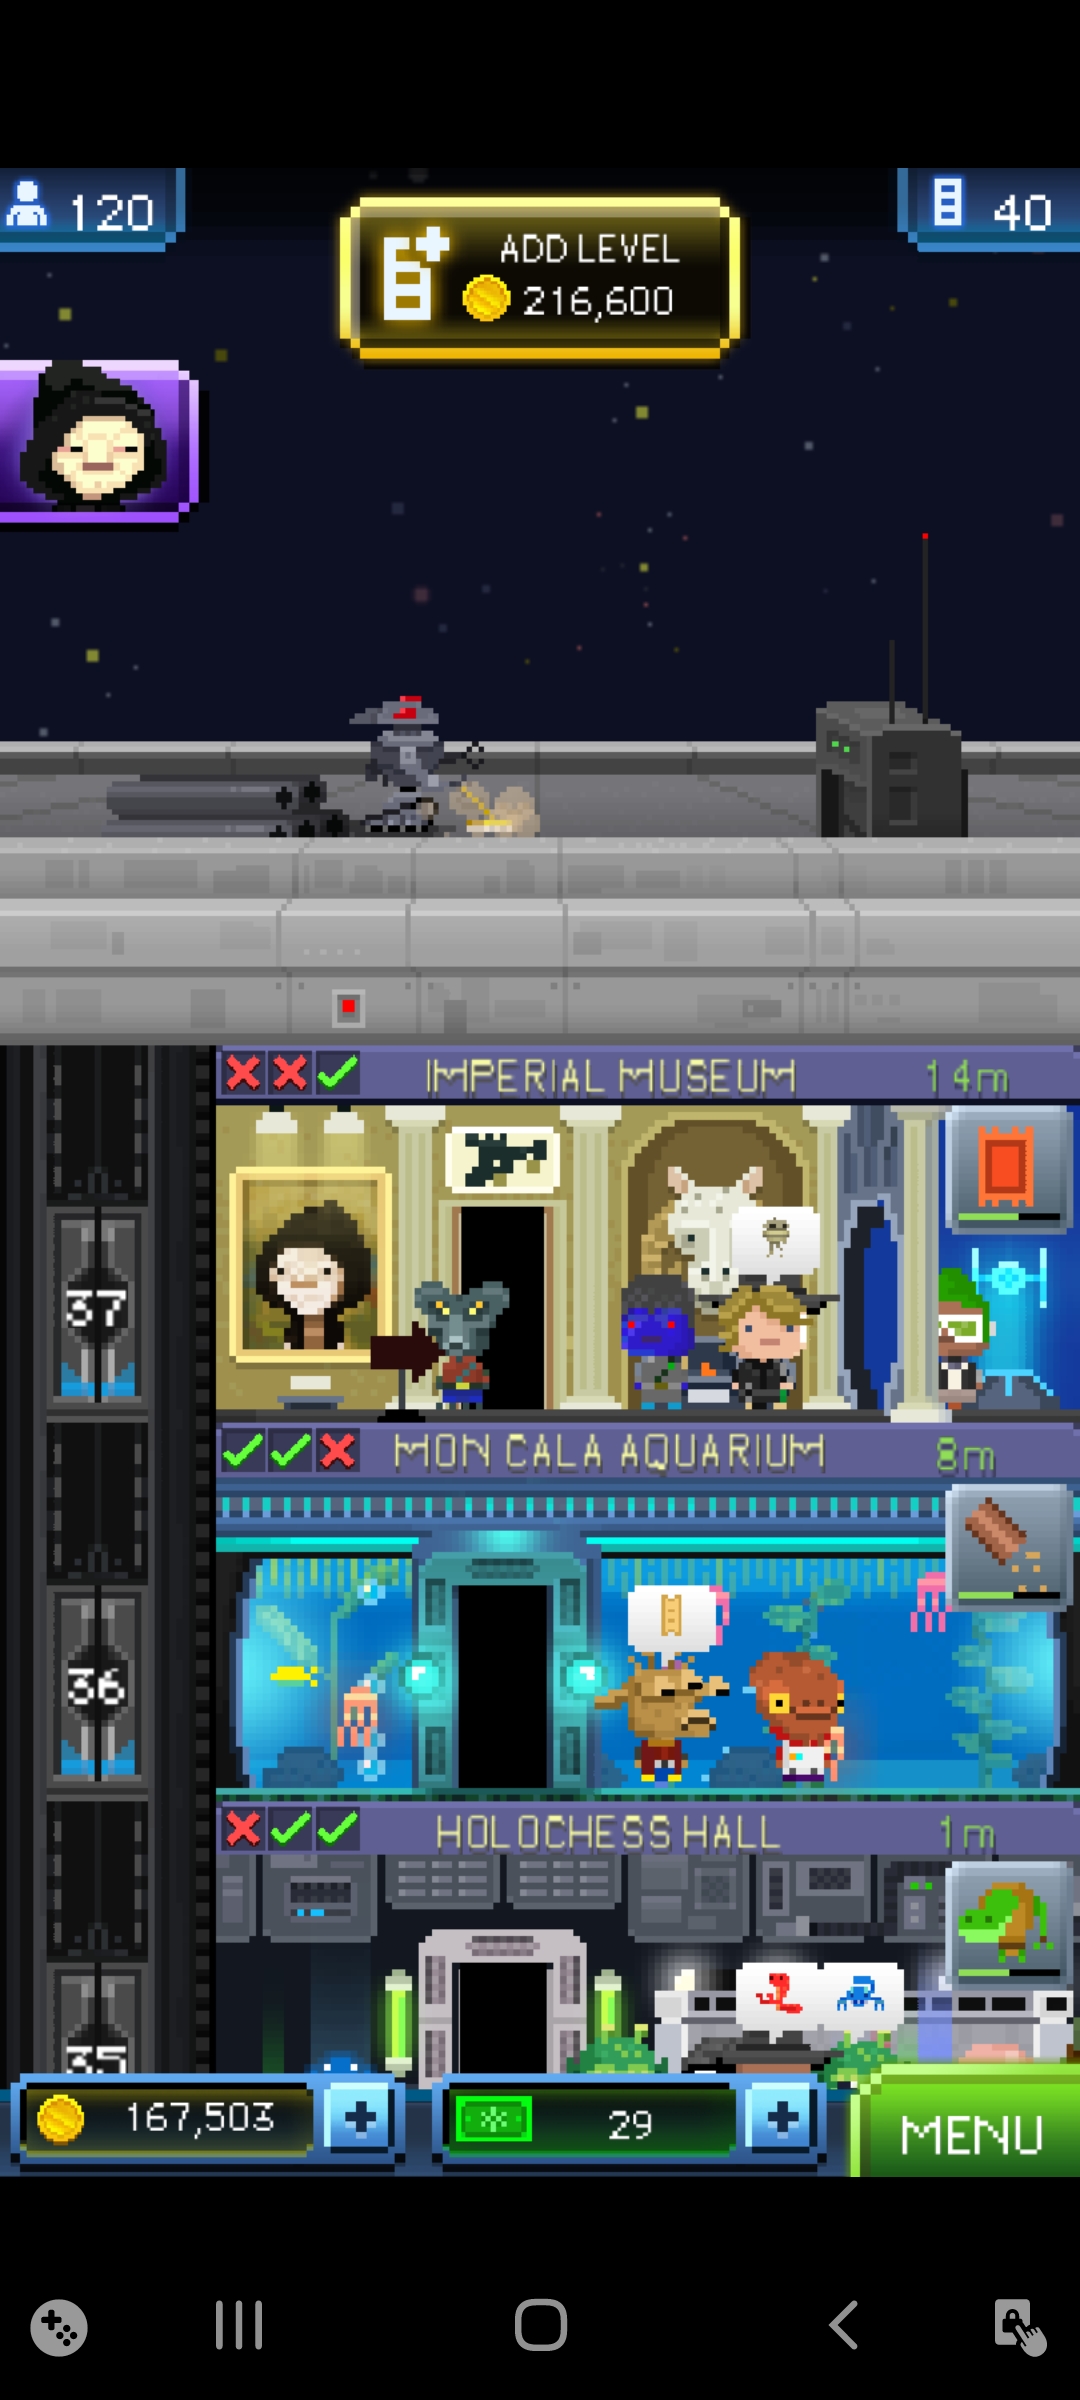 120
ADD LEVEL
216,600
40
IMPERIAL MUSEUM 14m
37
MON CALA AQUARIUM 8m
36
HOLOCHESS HALL 1m
35
167,503
29
MENU